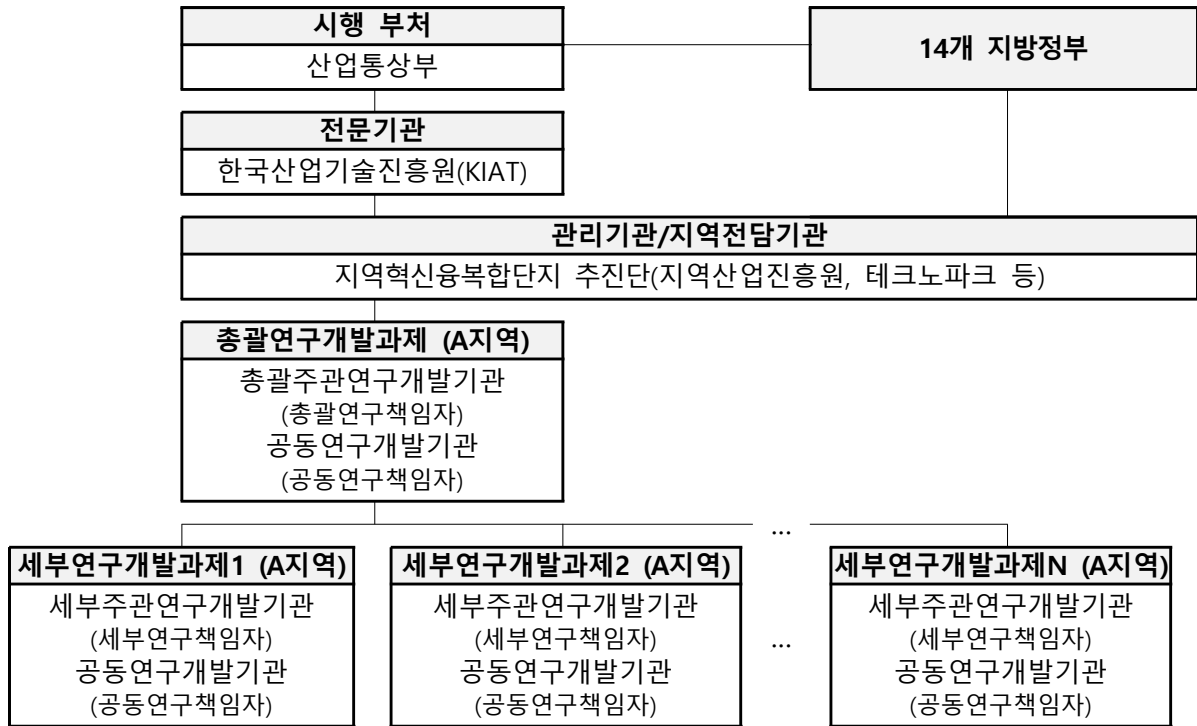 시행 부처
산업통상부
14개 지방정부
전문기관
한국산업기술진흥원(KIAT)
관리기관/지역전담기관
지역혁신융복합단지 추진단(지역산업진흥원, 테크노파크 등)
총괄연구개발과제 (A지역)
총괄주관연구개발기관
(총괄연구책임자)
공동연구개발기관
(공동연구책임자)
...
세부연구개발과제1 (A지역)
세부주관연구개발기관
(세부연구책임자)
공동연구개발기관
(공동연구책임자)
세부연구개발과제2 (A지역)
세부주관연구개발기관
(세부연구책임자)
공동연구개발기관
(공동연구책임자)
...
세부연구개발과제N (A지역)
세부주관연구개발기관
(세부연구책임자)
공동연구개발기관
(공동연구책임자)